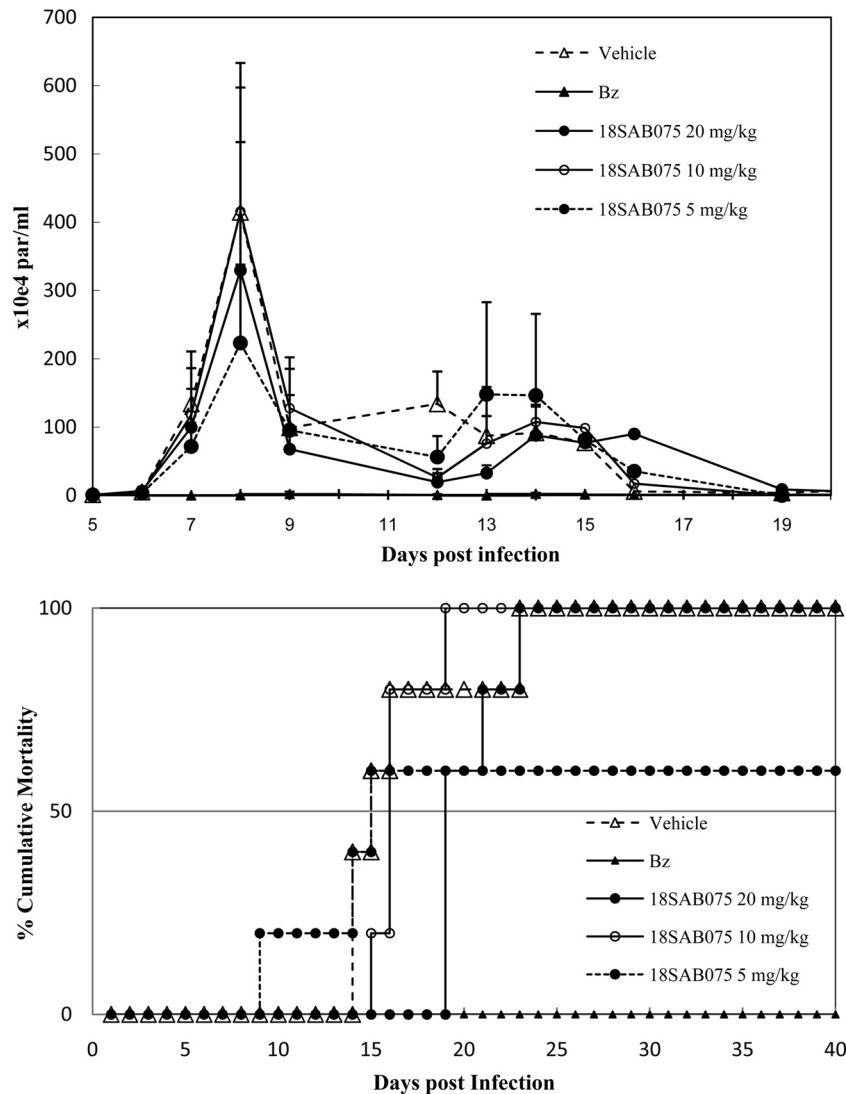 700
600
500
400
300
200
100
0
x10e4 par/ml
Vehicle
Bz
18SAB075 20 mg/kg
18SAB075 10 mg/kg
18SAB075 5 mg/kg
5 7 9 11 13 15 17 19
Days post infection
100
50
0
% Cumulative Mortality
Vehicle
Bz
18SAB075 20 mg/kg
18SAB075 10 mg/kg
18SAB075 5 mg/kg
0 5 10 15 20 25 30 35 40
Days post Infection